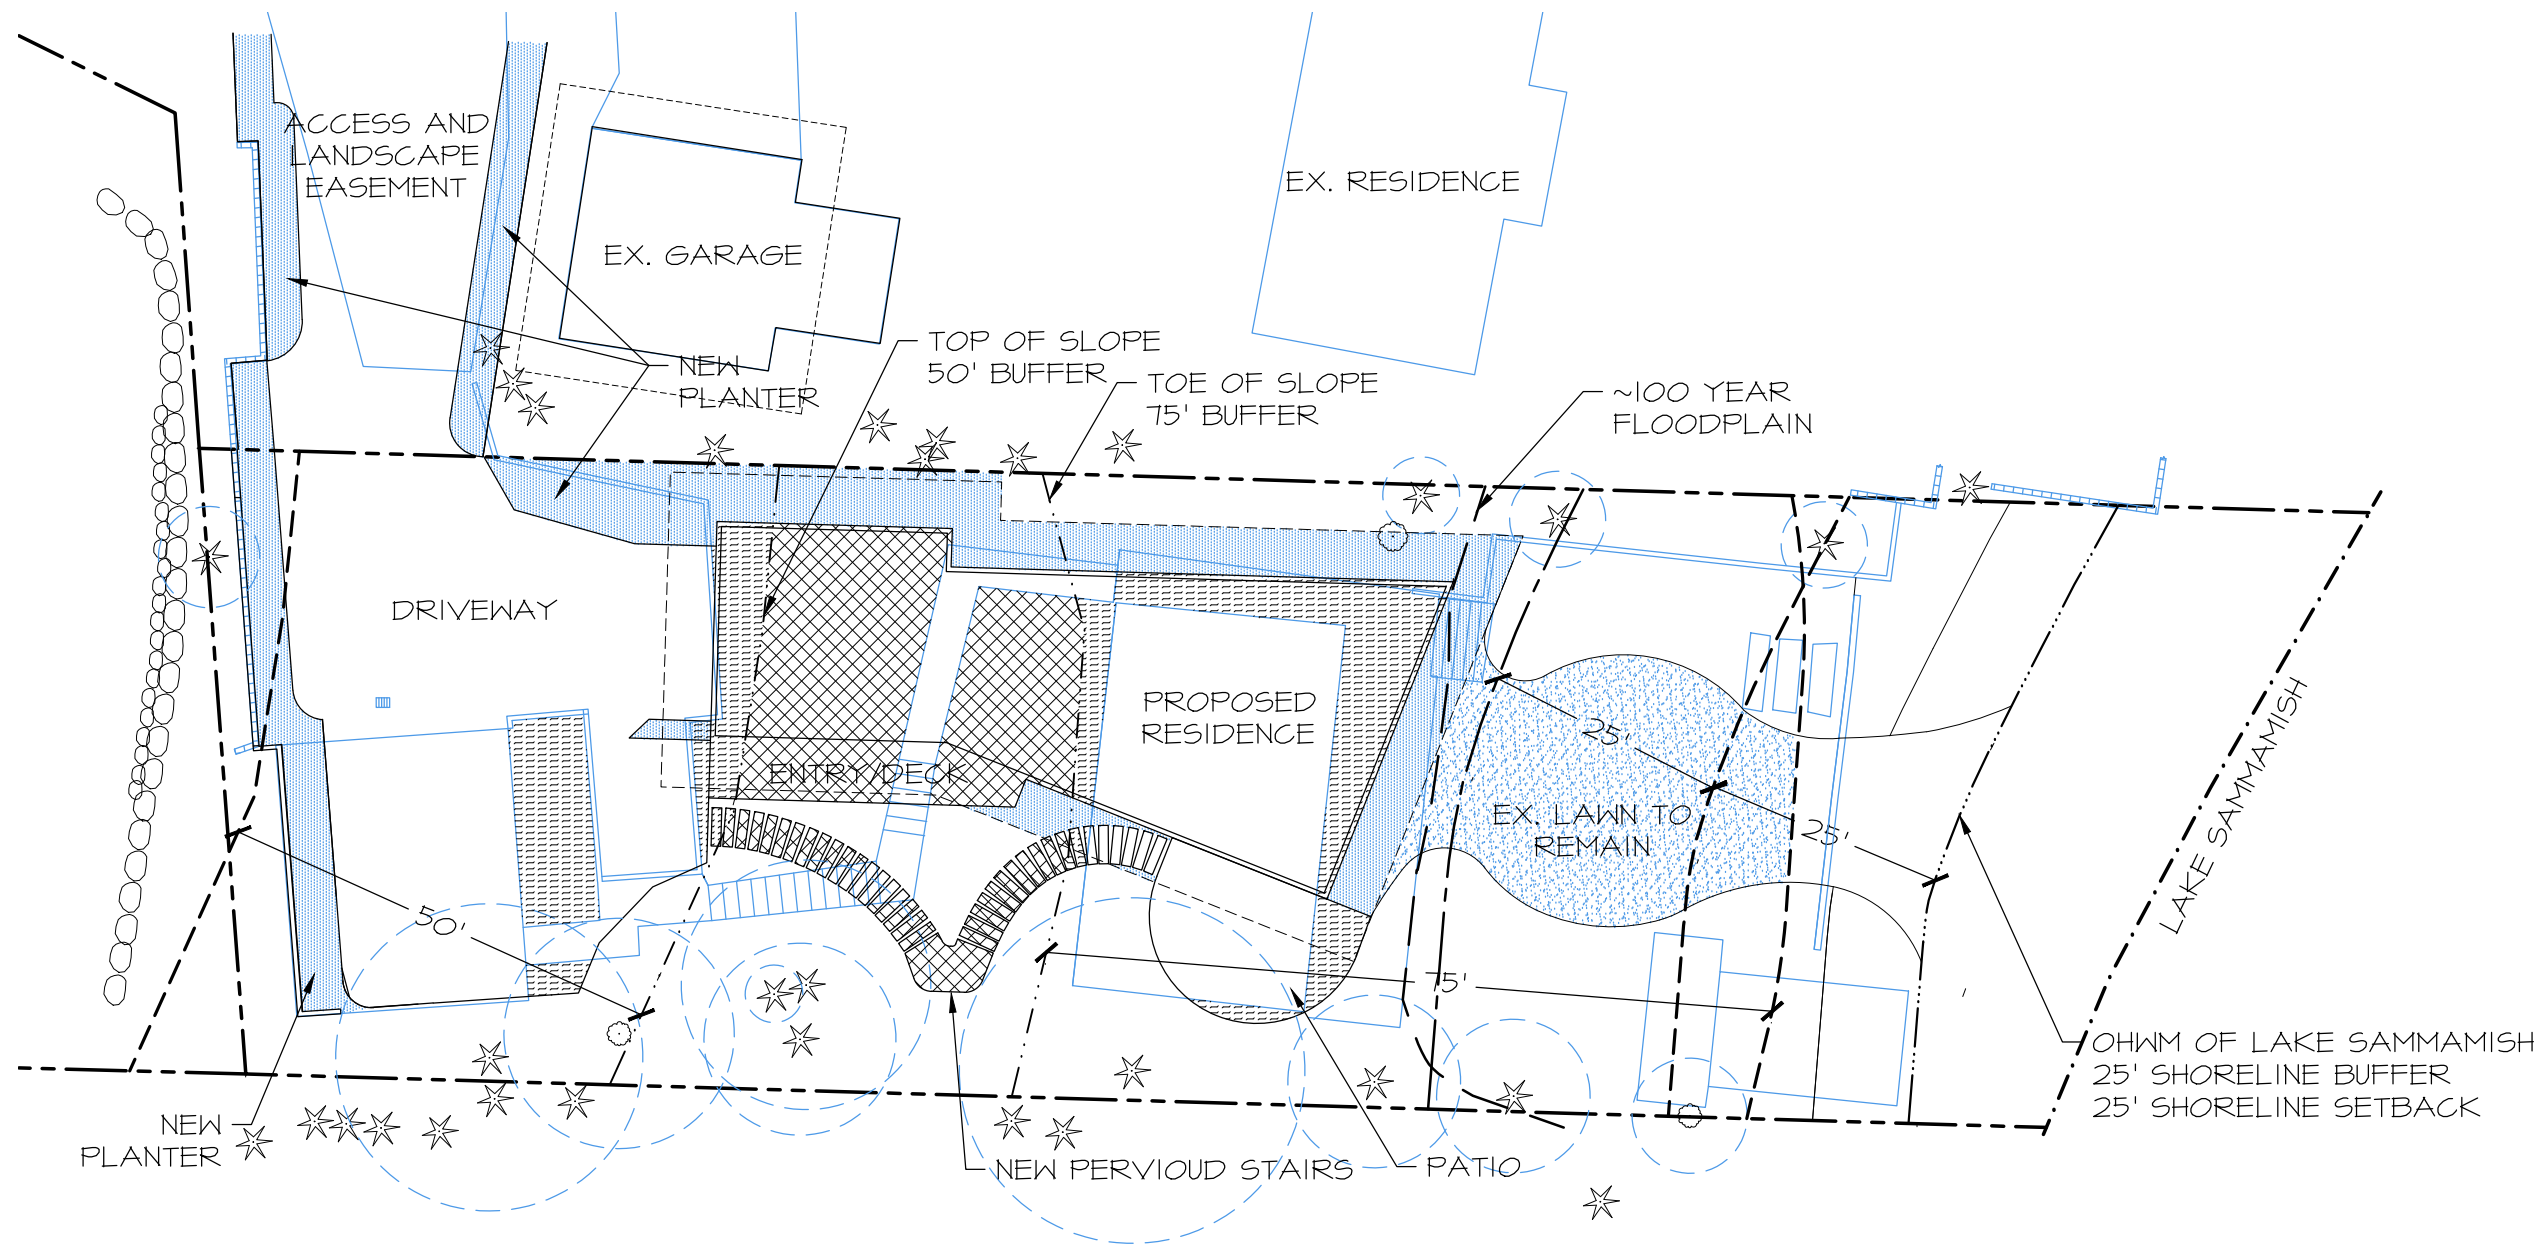 ACCESS AND
LANDSCAPE
EASEMENT
EX. GARAGE
EX. RESIDENCE
NEW
PLANTER
TOP OF SLOPE
50' BUFFER
TOE OF SLOPE
75' BUFFER
~100 YEAR
FLOODPLAIN
DRIVEWAY
PROPOSED
RESIDENCE
ENTRY/DECK
25'
EX. LAWN TO
REMAIN
25'
LAKE SAMMAMISH
50'
75'
OHWM OF LAKE SAMMAMISH
25' SHORELINE BUFFER
25' SHORELINE SETBACK
NEW
PLANTER
NEW PERVIOUD STAIRS
PATIO